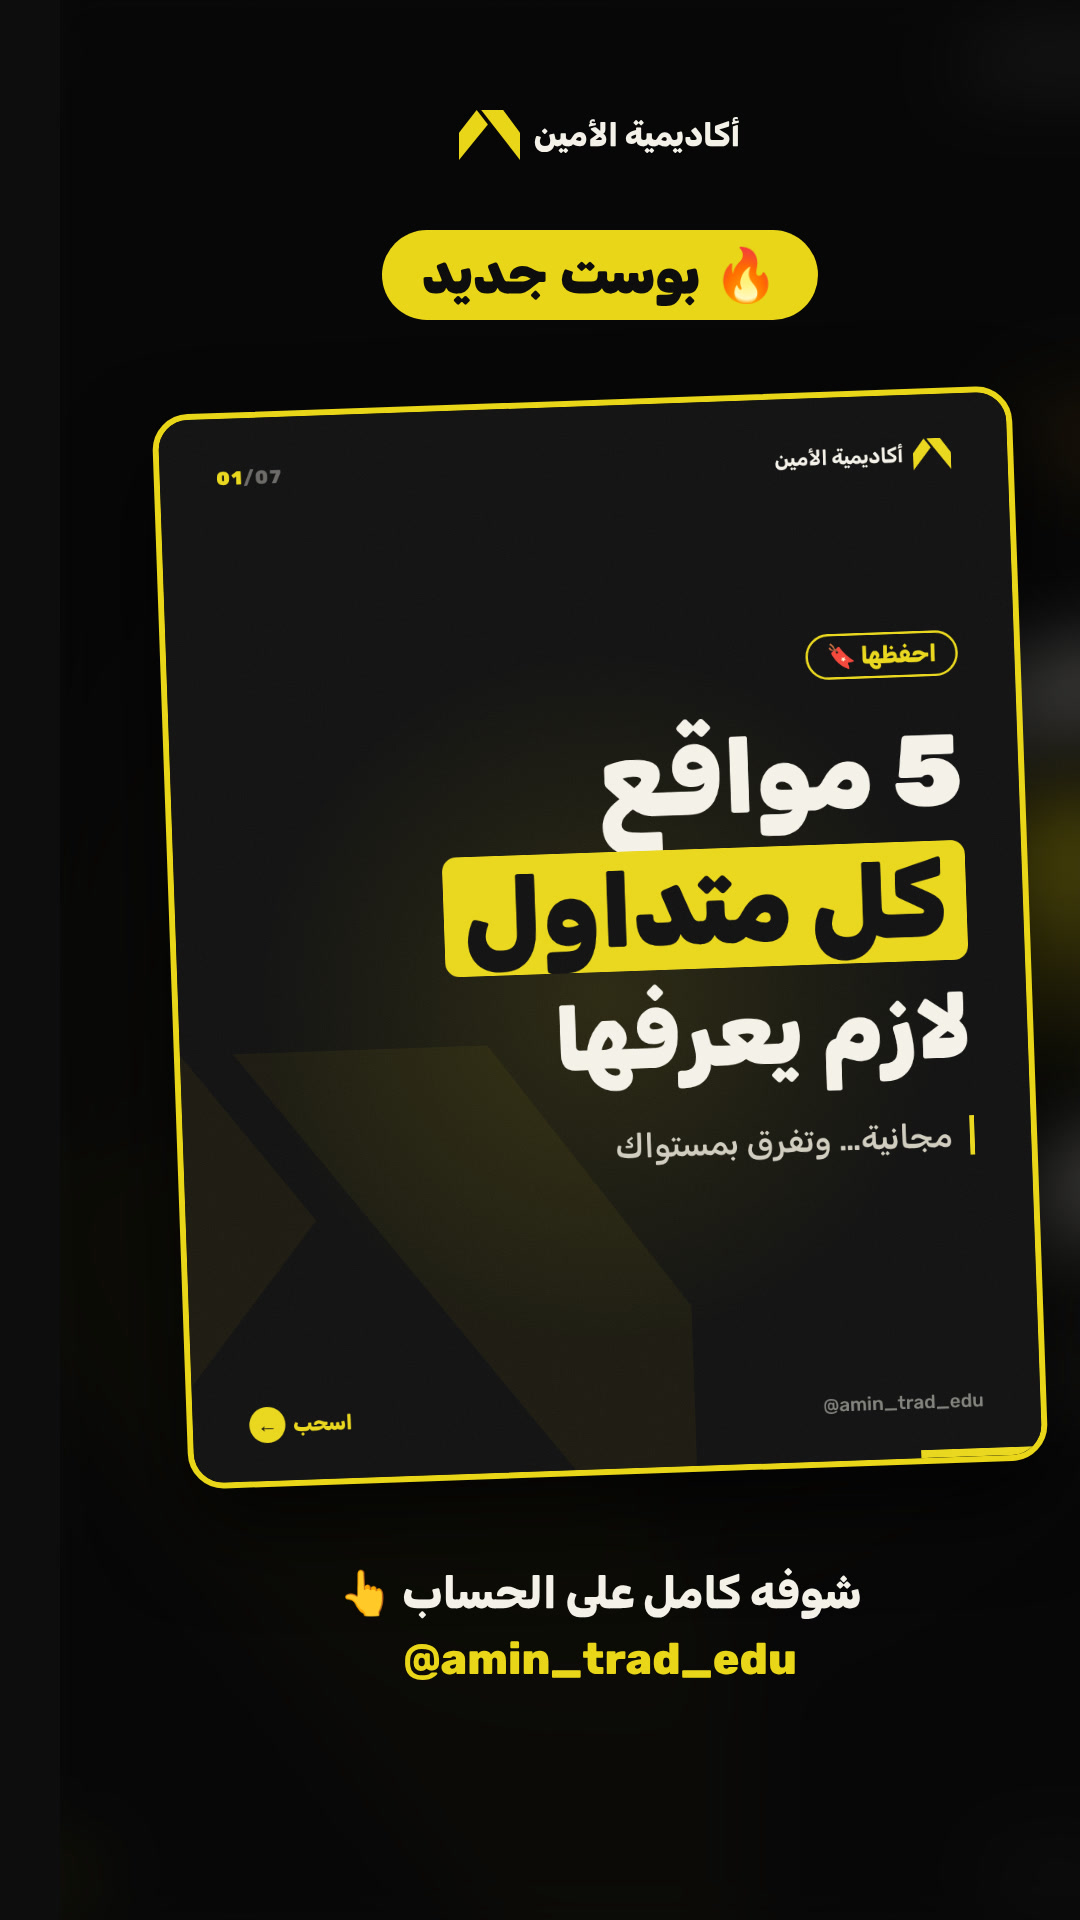 أكاديمية الأمين
🔥 بوست جديد
أكاديمية الأمين
01/07
احفظها 🔖
5 مواقع
كل متداول
لازم يعرفها
مجانية... وتفرق بمستواك
@amin_trad_edu
اسحب ←
شوفه كامل على الحساب 👆
@amin_trad_edu